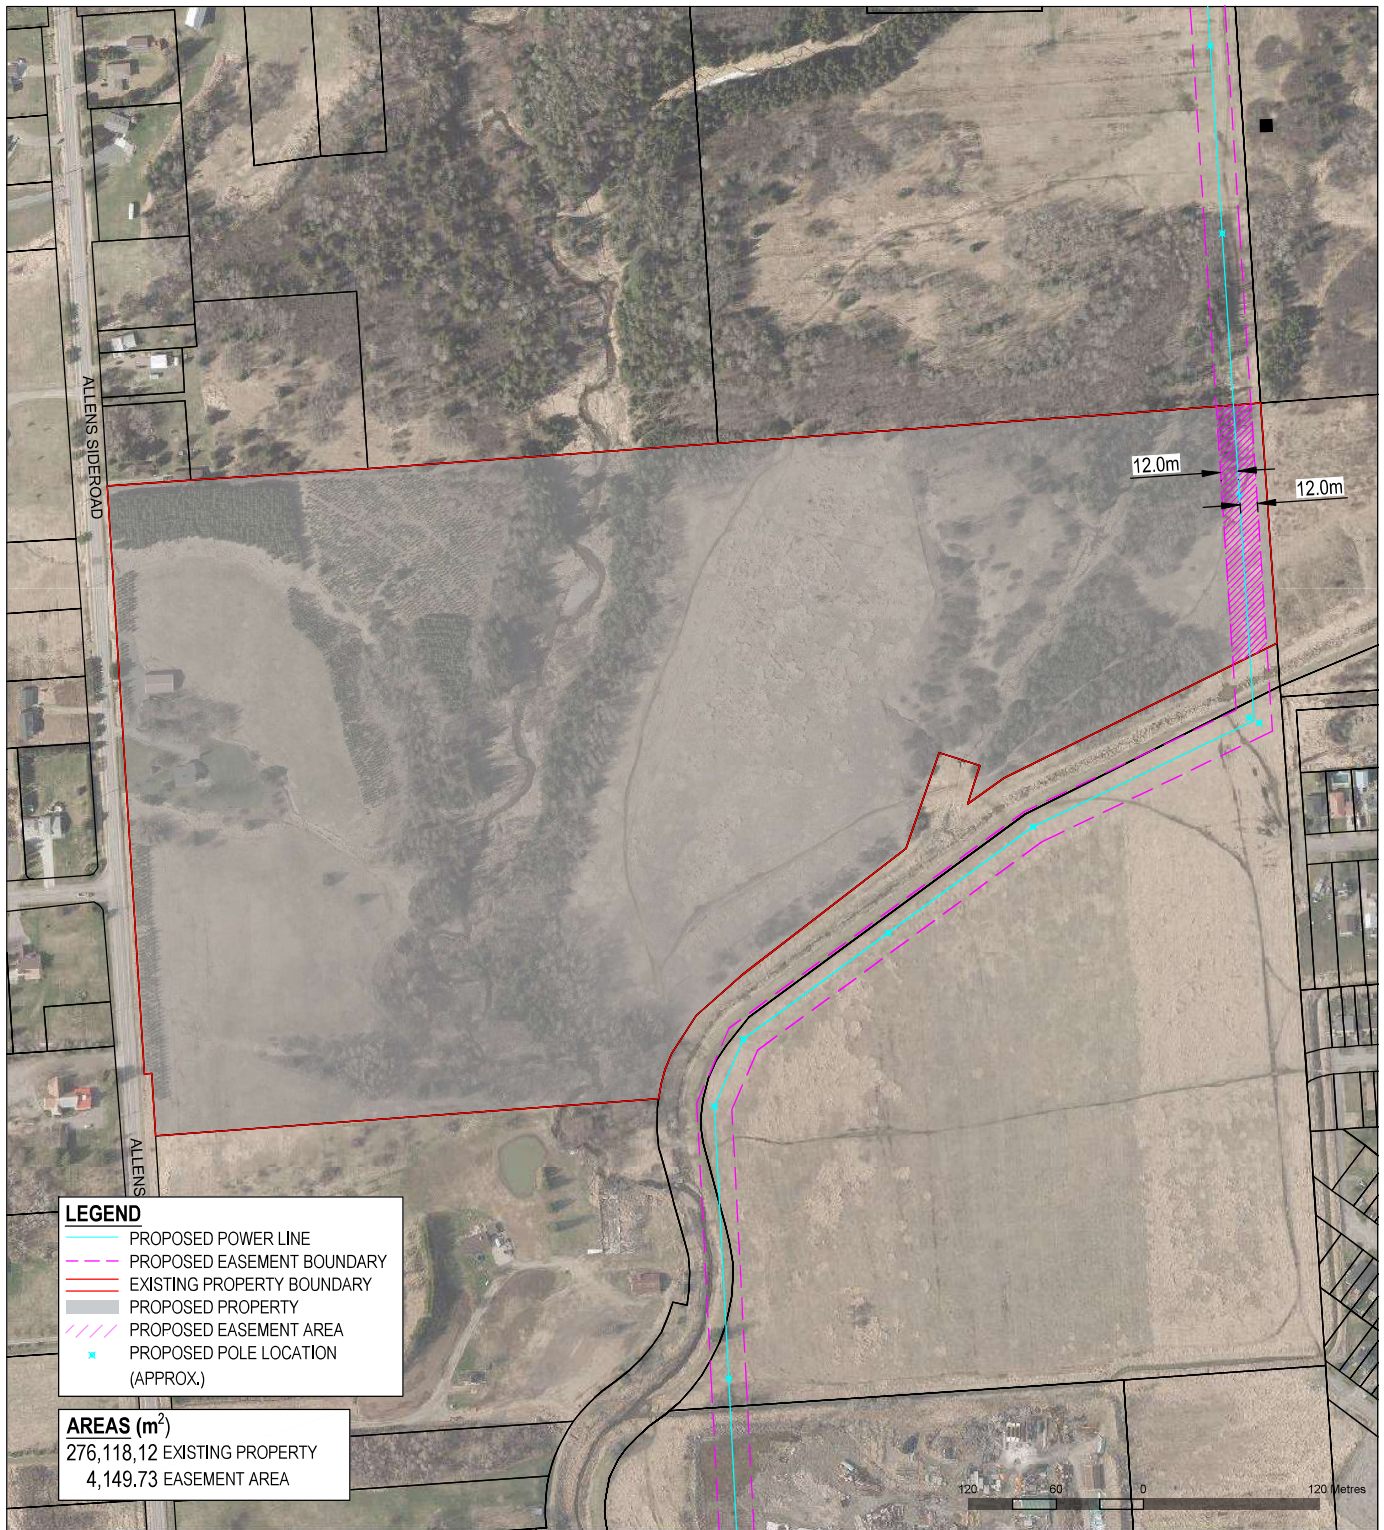 ALLENS SIDEROAD
12.0m
12.0m
ALLENS
LEGEND
PROPOSED POWER LINE
PROPOSED EASEMENT BOUNDARY
EXISTING PROPERTY BOUNDARY
PROPOSED PROPERTY
PROPOSED EASEMENT AREA
PROPOSED POLE LOCATION
(APPROX.)
AREAS (m²)
276,118,12 EXISTING PROPERTY
4,149.73 EASEMENT AREA
120 60 0 120 Metres